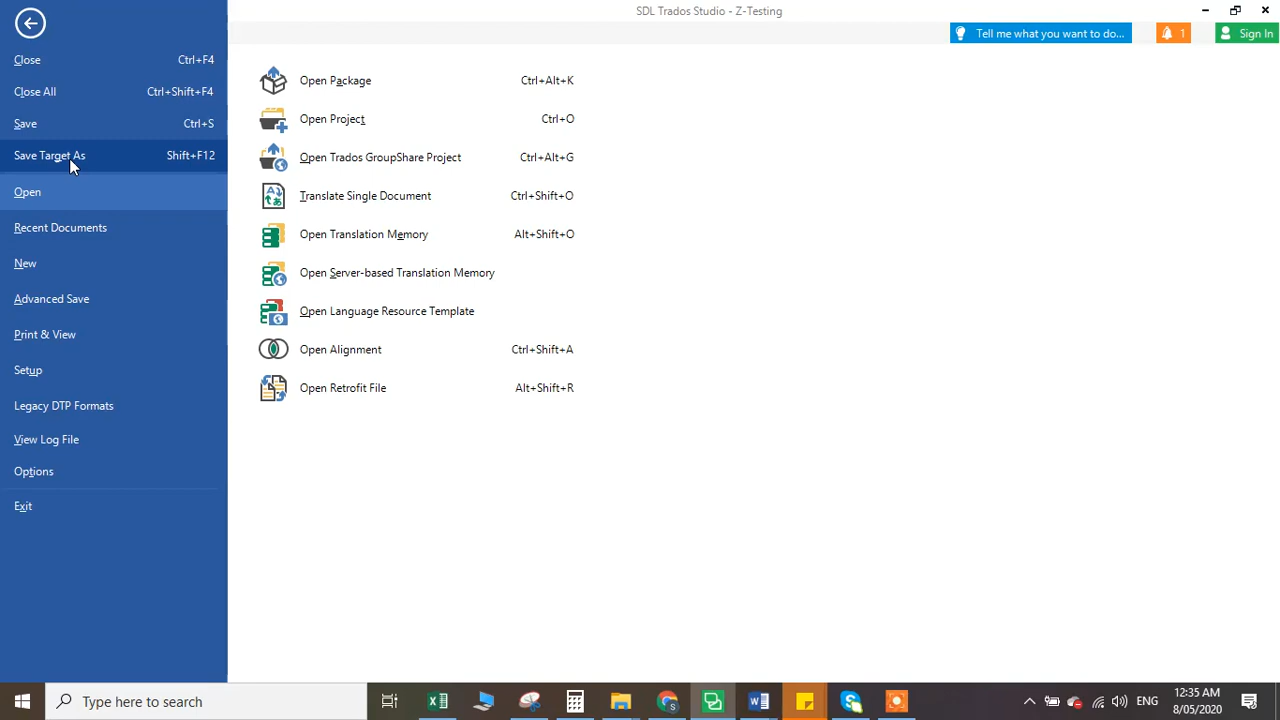 SDL Trados Studio - Z-Testing
Tell me what you want to do...
1
Sign In
Close Ctrl+F4
Close All Ctrl+Shift+F4
Save Ctrl+S
Save Target As Shift+F12
Open
Recent Documents
New
Advanced Save
Print & View
Setup
Legacy DTP Formats
View Log File
Options
Exit
Open Package Ctrl+Alt+K
Open Project Ctrl+O
Open Trados GroupShare Project Ctrl+Alt+G
Translate Single Document Ctrl+Shift+O
Open Translation Memory Alt+Shift+O
Open Server-based Translation Memory
Open Language Resource Template
Open Alignment Ctrl+Shift+A
Open Retrofit File Alt+Shift+R
Type here to search
ENG
12:35 AM
8/05/2020